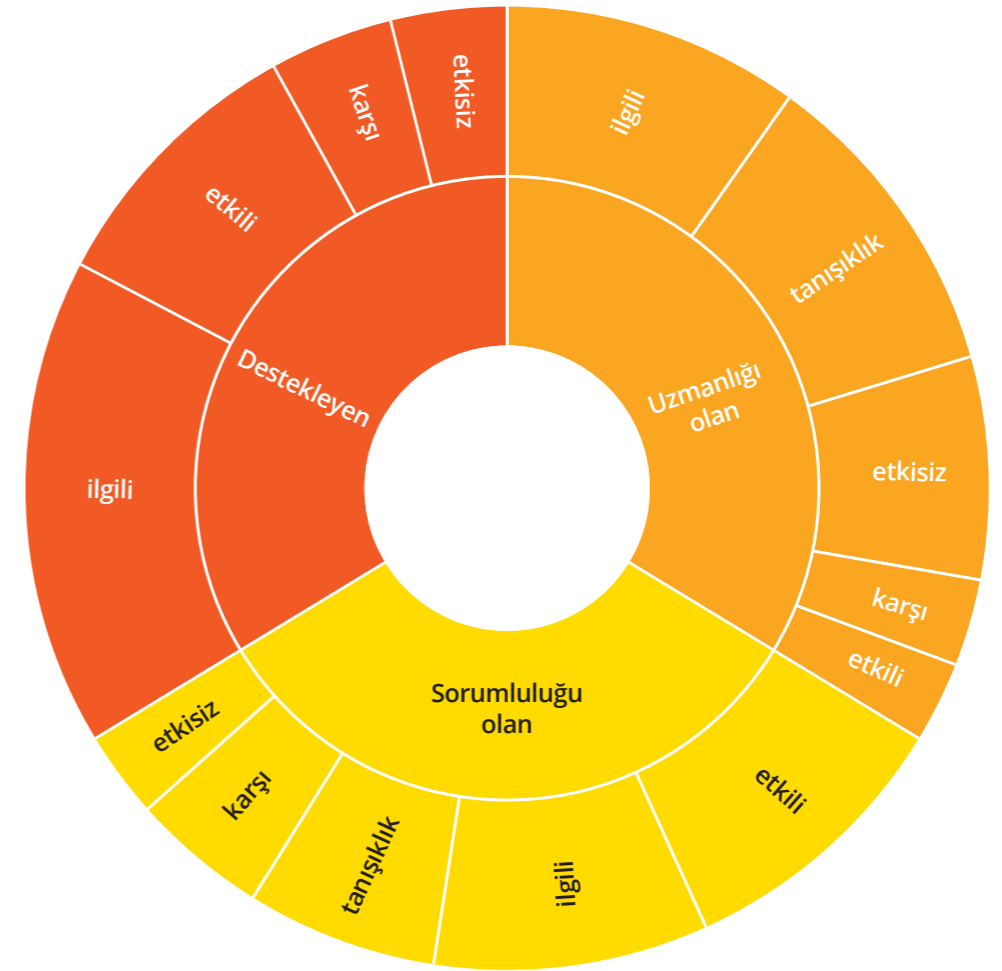 Uzmanlığı
olan
ilgili
tanışıklık
etkisiz
karşı
etkili
Sorumluluğu
olan
etkili
ilgili
tanışıklık
karşı
etkisiz
Destekleyen
ilgili
etkili
karşı
etkisiz